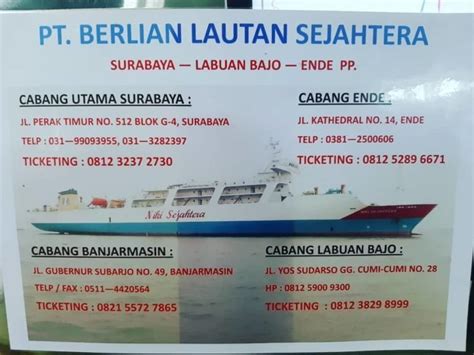 PT. BERLIAN LAUTAN SEJAHTERA
SURABAYA — LABUAN BAJO — ENDE PP.
CABANG UTAMA SURABAYA :
JL. PERAK TIMUR NO. 512 BLOK G-4, SURABAYA
TELP : 031—99093955, 031—3282397
TICKETING : 0812 3237 2730
CABANG ENDE :
JL. KATHEDRAL NO. 14, ENDE
TELP : 0381—2500606
TICKETING : 0812 5289 6671
Niki Sejahtera
CABANG BANJARMASIN :
JL. GUBERNUR SUBARJO NO. 49, BANJARMASIN
TELP / FAX : 0511—4420564
TICKETING : 0821 5572 7865
CABANG LABUAN BAJO :
JL. YOS SUDARSO GG. CUMI-CUMI NO. 28
HP : 0812 5900 9300
TICKETING : 0812 3829 8999